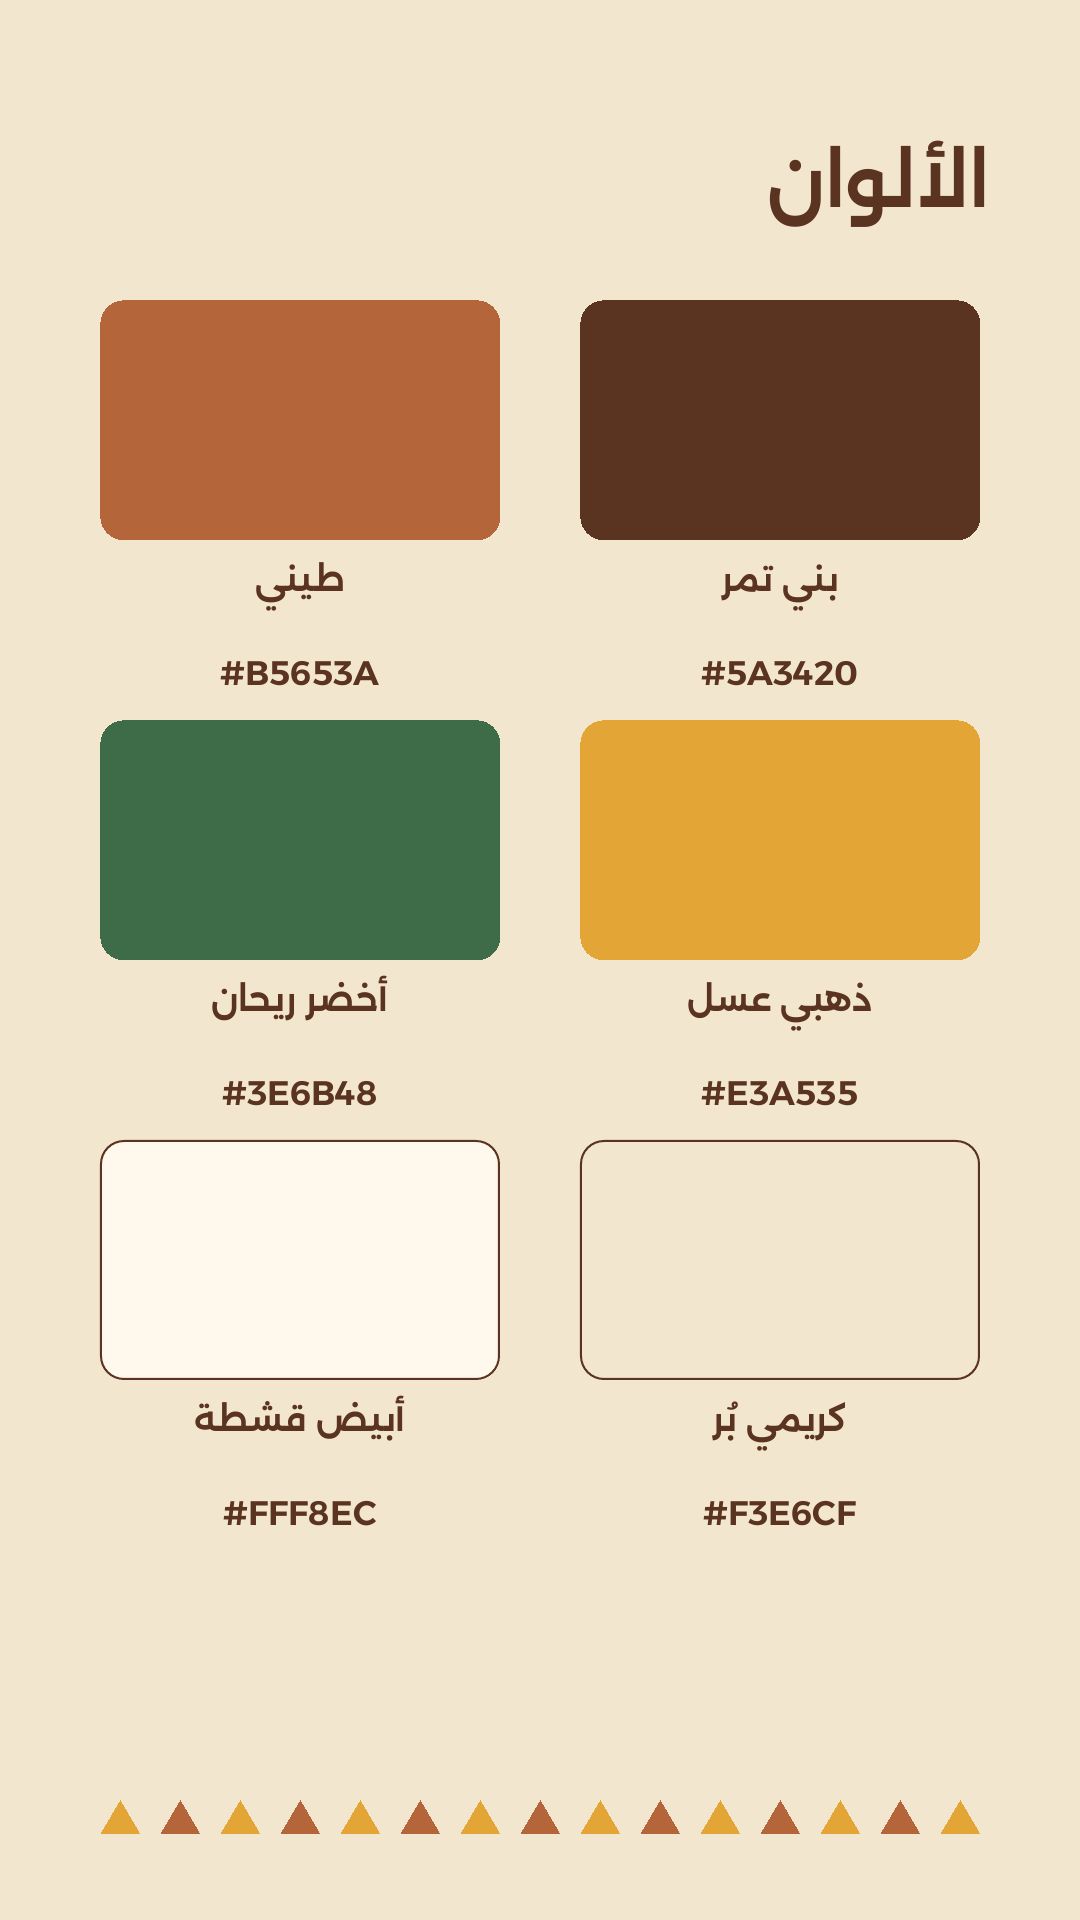 الألوان
بني تمر
#5A3420
طيني
#B5653A
ذهبي عسل
#E3A535
أخضر ريحان
#3E6B48
كريمي بُر
#F3E6CF
أبيض قشطة
#FFF8EC